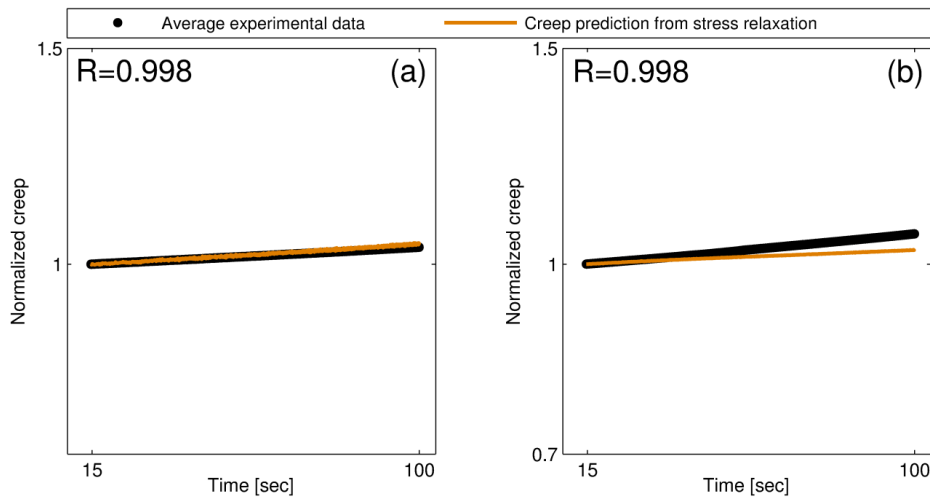 Average experimental data Creep prediction from stress relaxation
1.5
R=0.998 (a)
Normalized creep
1
15 100
Time [sec]
1.5
R=0.998 (b)
Normalized creep
1
0.7
15 100
Time [sec]